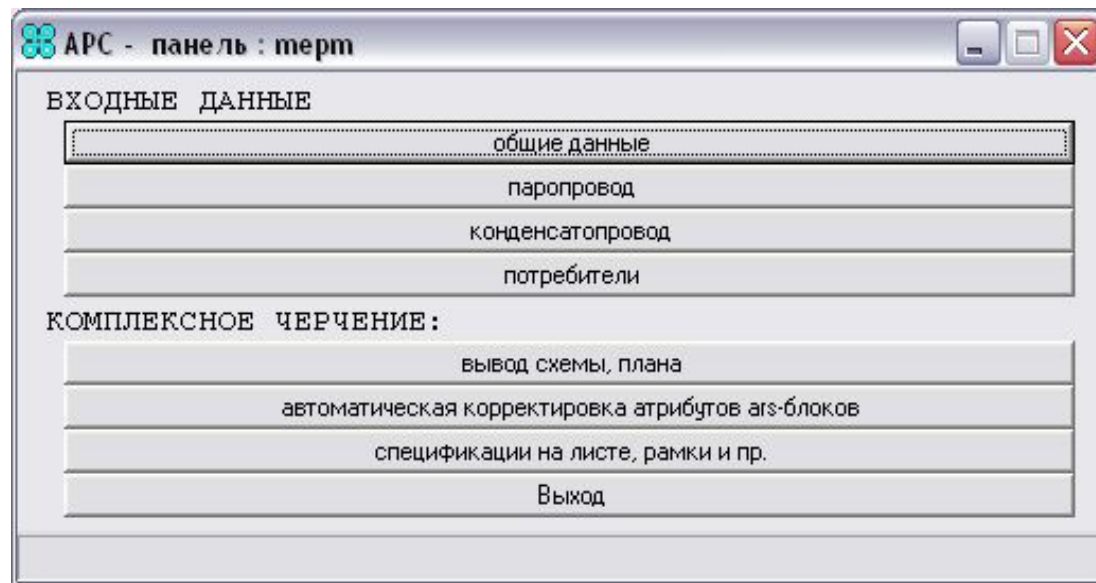 АРС - панель : терт
ВХОДНЫЕ ДАННЫЕ
общие данные
паропровод
конденсатопровод
потребители
КОМПЛЕКСНОЕ ЧЕРЧЕНИЕ:
вывод схемы, плана
автоматическая корректировка атрибутов ars-блоков
спецификации на листе, рамки и пр.
Выход